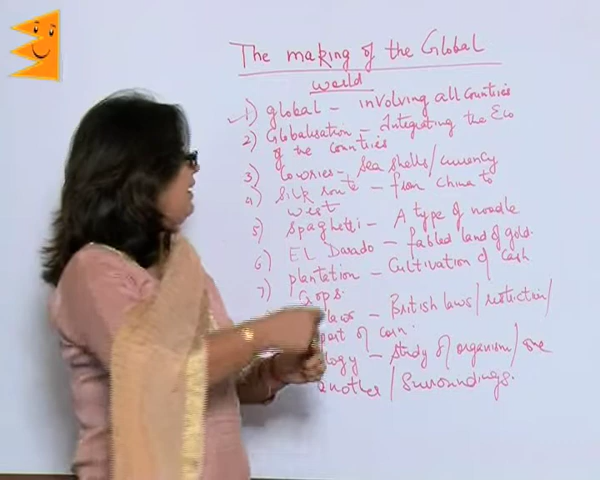 The making of the Global
world
1) global - involving all countries
2) Globalisation - Integrating the Eco
of the countries
3) Cowries - Sea shells/currency
4) Silk route - from China to
west
5) spaghetti - A type of noodle
6) EL Dorado - fabled land of gold.
7) plantation - Cultivation of Cash
Crops.
laws - British laws/restriction/
port of corn.
logy - study of organism/one
another / Surroundings.